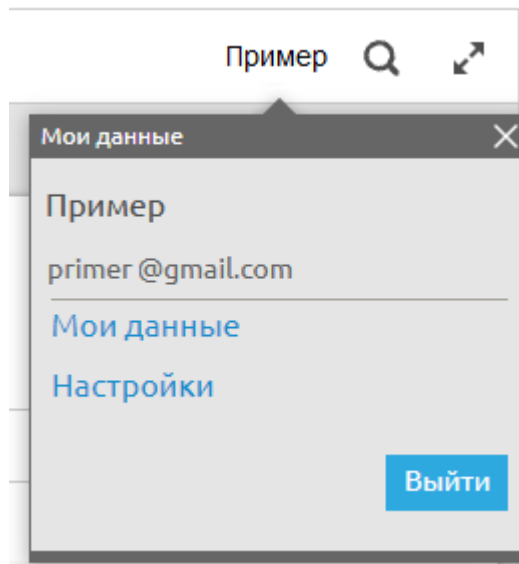 Пример
Мои данные
Пример
primer @gmail.com
Мои данные
Настройки
Выйти